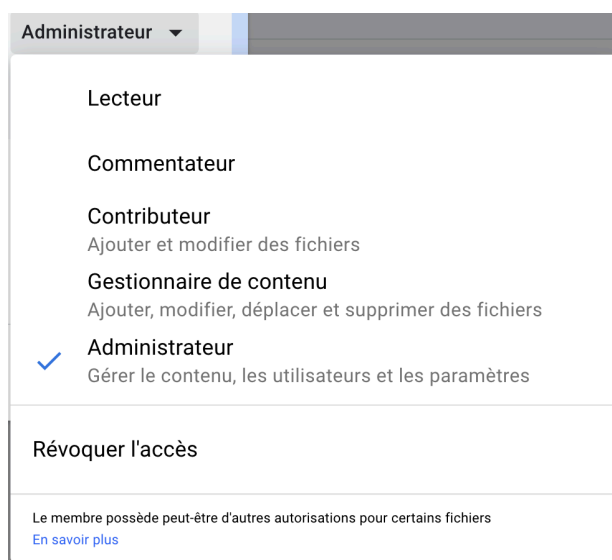 Administrateur
Lecteur
Commentateur
Contributeur
Ajouter et modifier des fichiers
Gestionnaire de contenu
Ajouter, modifier, déplacer et supprimer des fichiers
Administrateur
Gérer le contenu, les utilisateurs et les paramètres
Révoquer l'accès
Le membre possède peut-être d'autres autorisations pour certains fichiers
En savoir plus